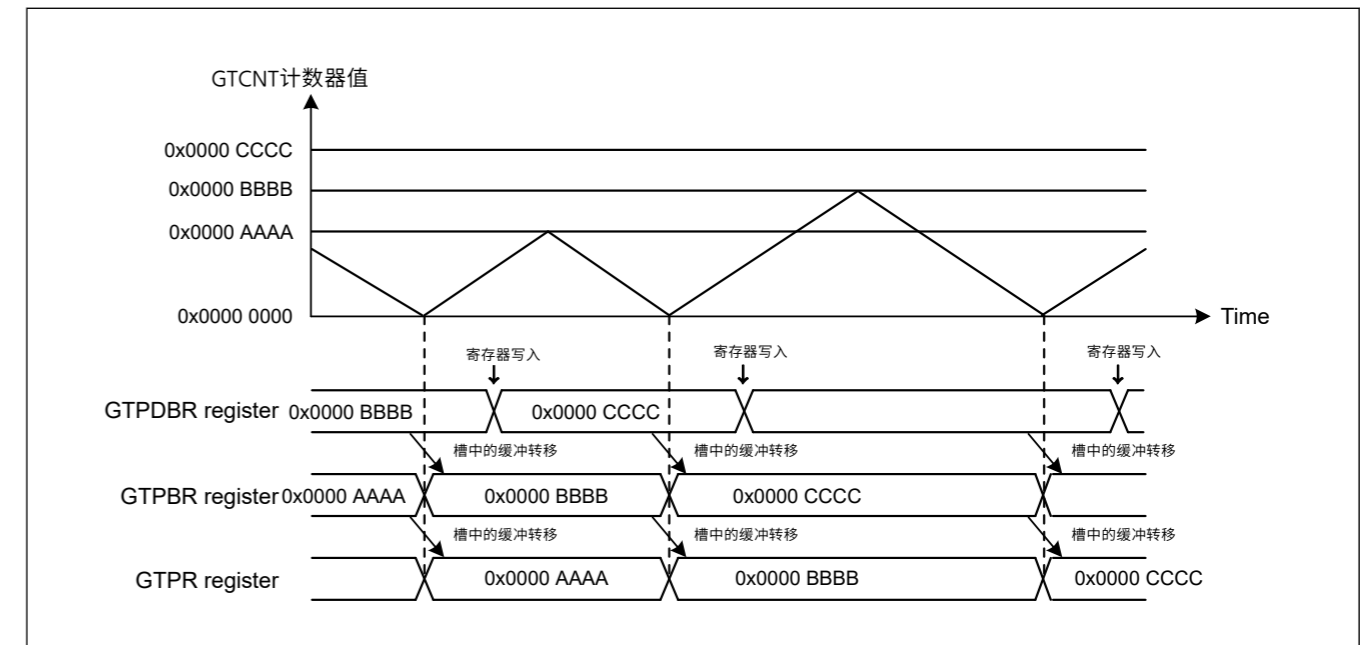 GTCNT计数器值
0x0000 CCCC
0x0000 BBBB
0x0000 AAAA
0x0000 0000
Time
寄存器写入 寄存器写入 寄存器写入
GTPDBR register 0x0000 BBBB 0x0000 CCCC
槽中的缓冲转移 槽中的缓冲转移 槽中的缓冲转移
GTPBR register 0x0000 AAAA 0x0000 BBBB 0x0000 CCCC
槽中的缓冲转移 槽中的缓冲转移 槽中的缓冲转移
GTPR register 0x0000 AAAA 0x0000 BBBB 0x0000 CCCC